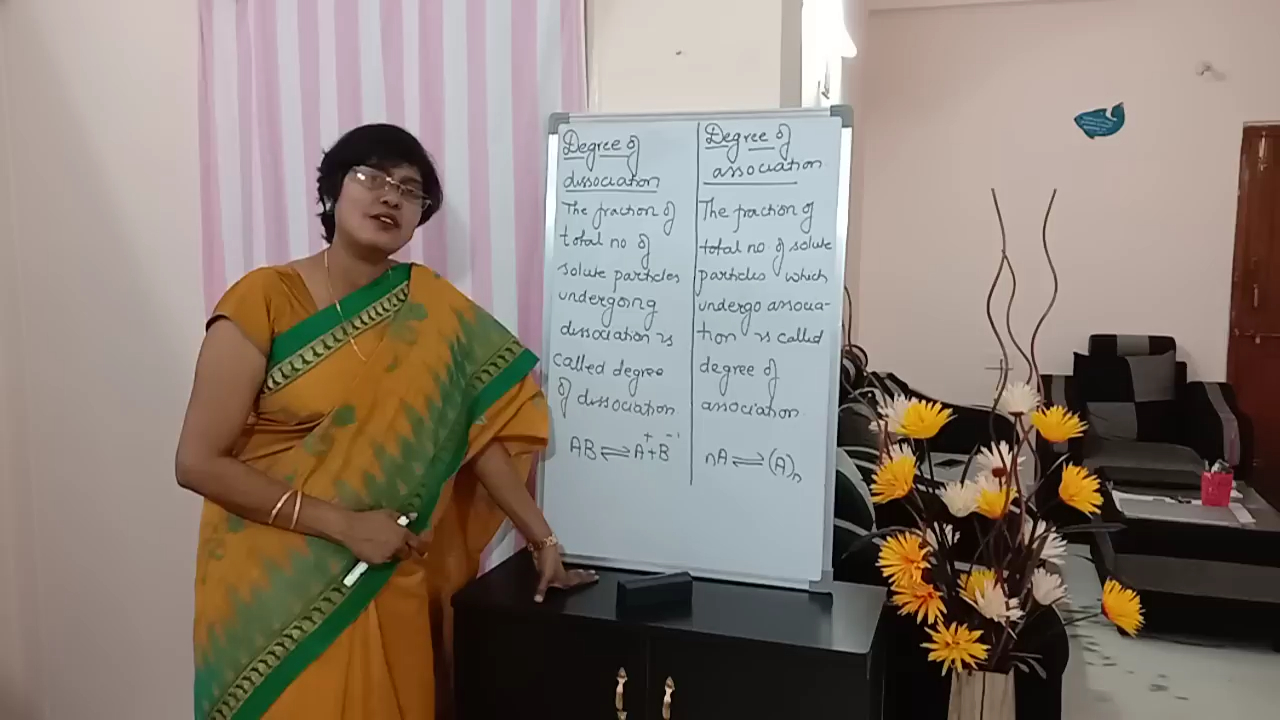 Degree of
dissociation
The fraction of
total no of
solute particles
undergoing
dissociation is
called degree
of dissociation
AB⇌A⁺+B⁻
Degree of
association
The fraction of
total no of solute
particles which
undergo associa-
tion is called
degree of
association
nA⇌(A)n